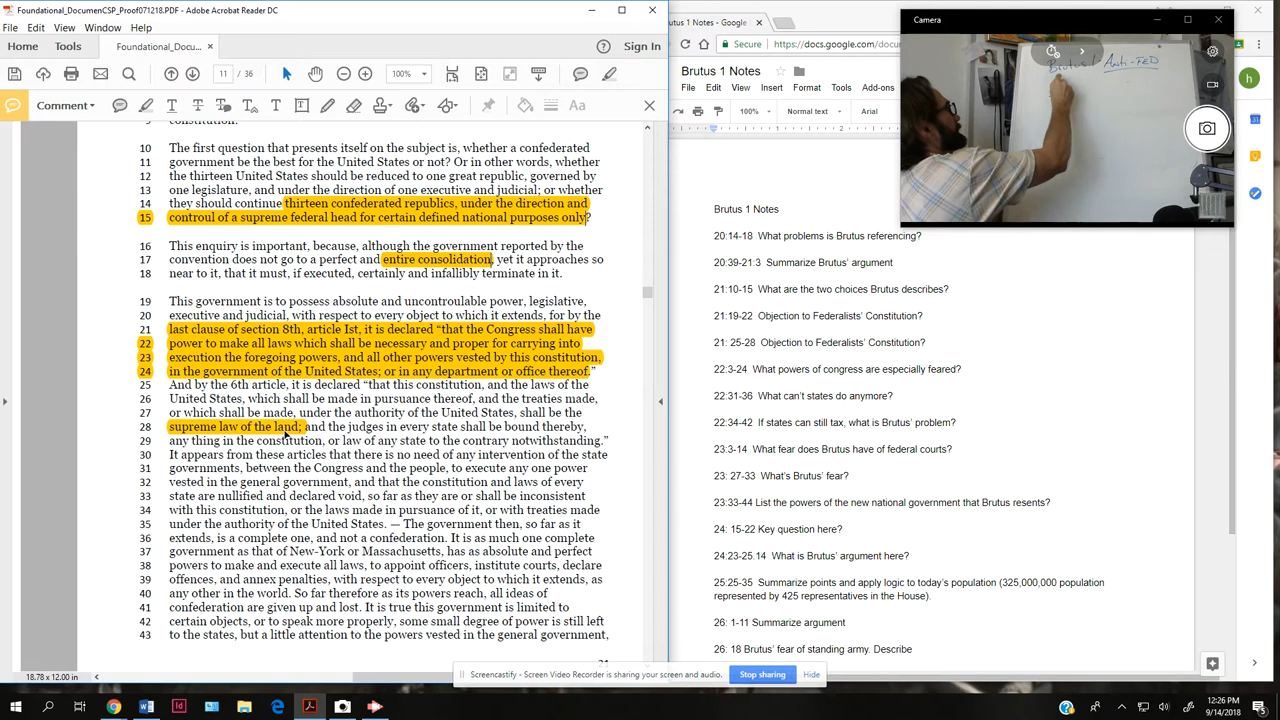 Foundational_DocumenCSP_Proof071218.PDF - Adobe Acrobat Reader DC
File Edit View Window Help
Home Tools Foundational_Docu... × Sign In
11 / 36 100%
Comment
constitution.
10 The first question that presents itself on the subject is, whether a confederated
11 government be the best for the United States or not? Or in other words, whether
12 the thirteen United States should be reduced to one great republic, governed by
13 one legislature, and under the direction of one executive and judicial; or whether
14 they should continue thirteen confederated republics, under the direction and
15 controul of a supreme federal head for certain defined national purposes only?
16 This enquiry is important, because, although the government reported by the
17 convention does not go to a perfect and entire consolidation, yet it approaches so
18 near to it, that it must, if executed, certainly and infallibly terminate in it.
19 This government is to possess absolute and uncontroulable power, legislative,
20 executive and judicial, with respect to every object to which it extends, for by the
21 last clause of section 8th, article Ist, it is declared “that the Congress shall have
22 power to make all laws which shall be necessary and proper for carrying into
23 execution the foregoing powers, and all other powers vested by this constitution,
24 in the government of the United States; or in any department or office thereof.”
25 And by the 6th article, it is declared “that this constitution, and the laws of the
26 United States, which shall be made in pursuance thereof, and the treaties made,
27 or which shall be made, under the authority of the United States, shall be the
28 supreme law of the land; and the judges in every state shall be bound thereby,
29 any thing in the constitution, or law of any state to the contrary notwithstanding.”
30 It appears from these articles that there is no need of any intervention of the state
31 governments, between the Congress and the people, to execute any one power
32 vested in the general government, and that the constitution and laws of every
33 state are nullified and declared void, so far as they are or shall be inconsistent
34 with this constitution, or the laws made in pursuance of it, or with treaties made
35 under the authority of the United States. — The government then, so far as it
36 extends, is a complete one, and not a confederation. It is as much one complete
37 government as that of New-York or Massachusetts, has as absolute and perfect
38 powers to make and execute all laws, to appoint officers, institute courts, declare
39 offences, and annex penalties, with respect to every object to which it extends, as
40 any other in the world. So far therefore as its powers reach, all ideas of
41 confederation are given up and lost. It is true this government is limited to
42 certain objects, or to speak more properly, some small degree of power is still left
43 to the states, but a little attention to the powers vested in the general government,
18.78 x 12.00 in
Brutus 1 Notes - Google
Secure https://docs.google.com/docu
Brutus 1 Notes
File Edit View Insert Format Tools Add-ons
100% Normal text Arial
1 2
Brutus 1 Notes
20:14-18 What problems is Brutus referencing?
20:39-21:3 Summarize Brutus’ argument
21:10-15 What are the two choices Brutus describes?
21:19-22 Objection to Federalists’ Constitution?
21: 25-28 Objection to Federalists’ Constitution?
22:3-24 What powers of congress are especially feared?
22:31-36 What can’t states do anymore?
22:34-42 If states can still tax, what is Brutus’ problem?
23:3-14 What fear does Brutus have of federal courts?
23: 27-33 What’s Brutus’ fear?
23:33-44 List the powers of the new national government that Brutus resents?
24: 15-22 Key question here?
24:23-25.14 What is Brutus’ argument here?
25:25-35 Summarize points and apply logic to today’s population (325,000,000 population
represented by 425 representatives in the House).
26: 1-11 Summarize argument
26: 18 Brutus’ fear of standing army. Describe
Camera
Brutus 1 Anti-FED
h
Screencastify - Screen Video Recorder is sharing your screen and audio. Stop sharing Hide
12:26 PM
9/14/2018
5